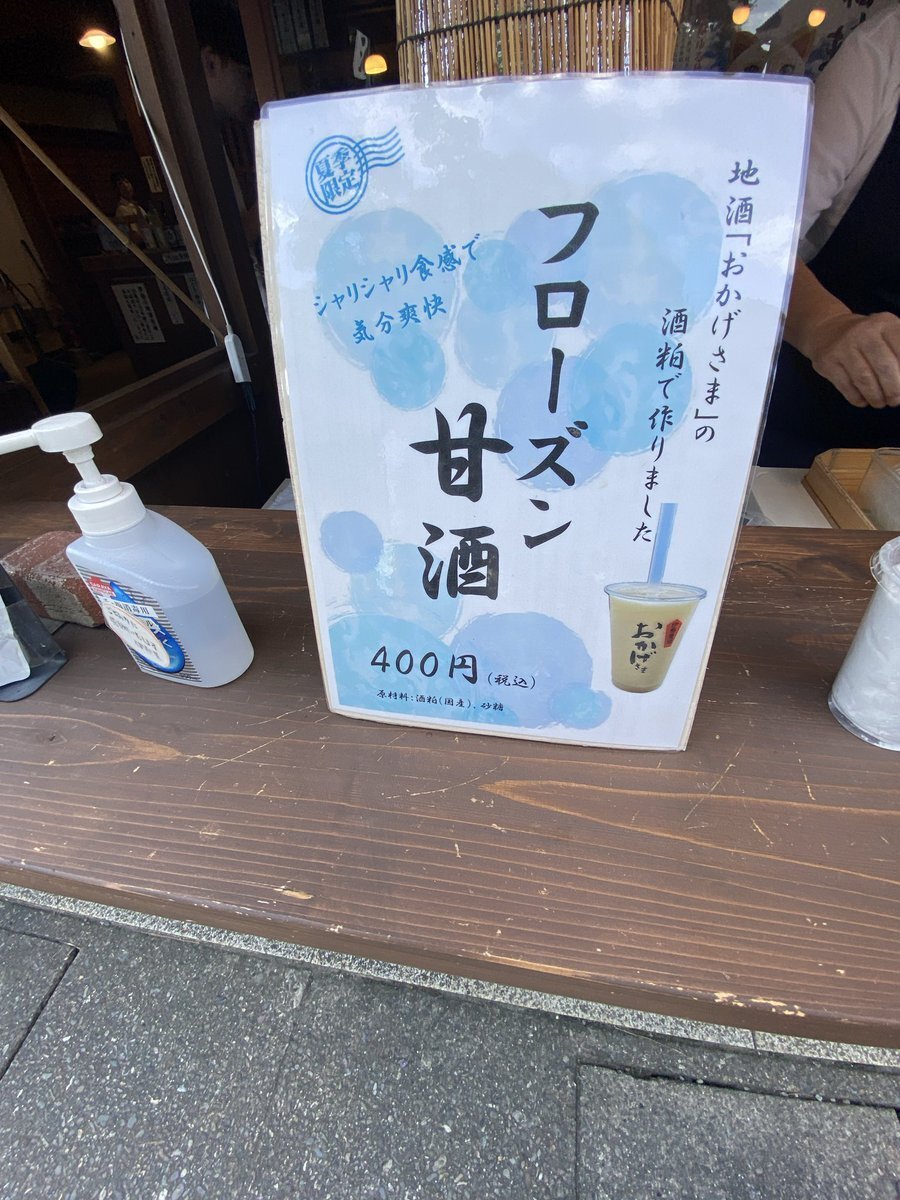 夏季
限定
地酒「おかげさま」の
酒粕で作りました
フローズン
甘酒
シャリシャリ食感で
気分爽快
おかげさま
400円(税込)
原材料:酒粕(国産)、砂糖